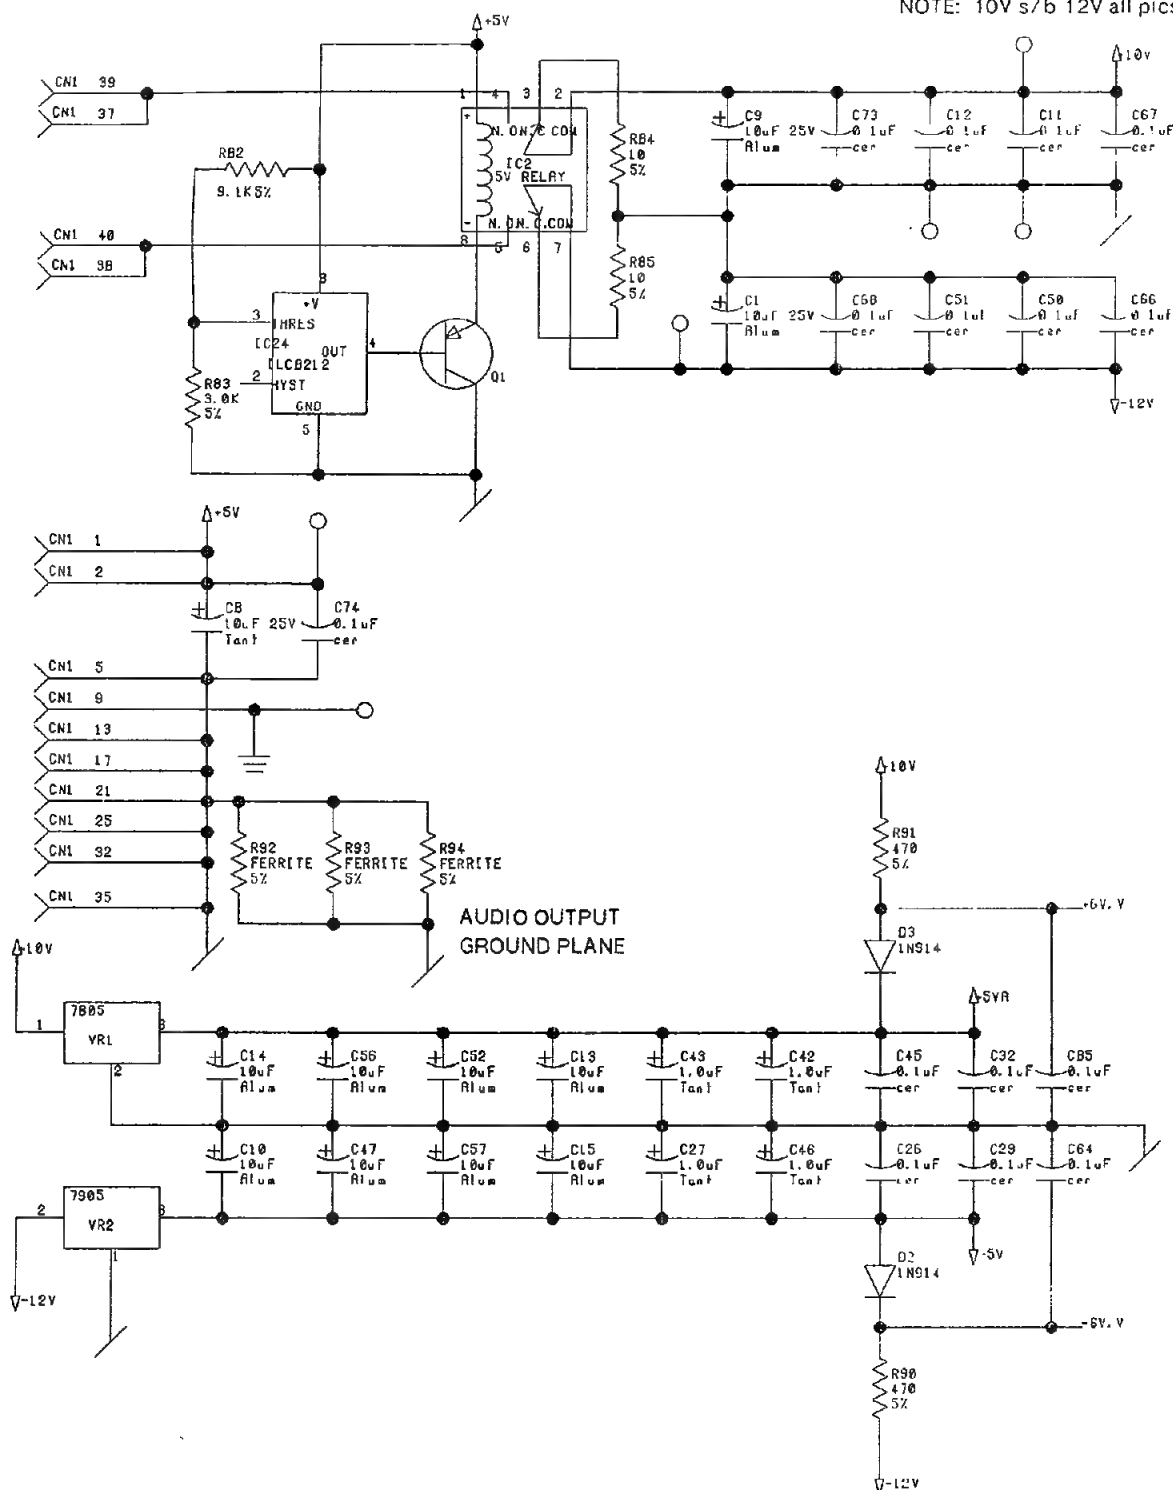 NOTE: 10V s/b 12V all pics
+5V
CN1 39
CN1 37
10V
1 4 3 2
+
N.O N.C.COM
IC2
5V RELAY
-
N.O N.C.COM
8 5 6 7
R82
9.1K5%
R84
10
5%
C9
10uF 25V
Alum
C73
0.1uF
cer
C12
0.1uF
cer
C11
0.1uF
cer
C67
0.1uF
cer
CN1 40
CN1 38
R85
10
5%
C1
10uF 25V
Alum
C68
0.1uF
cer
C51
0.1uF
cer
C50
0.1uF
cer
C66
0.1uF
cer
8
+V
3
THRES
IC24
OUT
4
ICL8212
2
HYST
GND
5
R83
3.0K
5%
Q1
-12V
+5V
CN1 1
CN1 2
C8
10uF 25V
Tant
C74
0.1uF
cer
CN1 5
CN1 9
CN1 13
CN1 17
CN1 21
CN1 25
CN1 32
CN1 35
R92
FERRITE
5%
R93
FERRITE
5%
R94
FERRITE
5%
AUDIO OUTPUT
GROUND PLANE
10V
R91
470
5%
+6V.V
D3
1N914
10V
7805
1
VR1
3
2
+5VA
C14
10uF
Alum
C56
10uF
Alum
C52
10uF
Alum
C13
10uF
Alum
C43
1.0uF
Tant
C42
1.0uF
Tant
C45
0.1uF
cer
C32
0.1uF
cer
C85
0.1uF
cer
C10
10uF
Alum
C47
10uF
Alum
C57
10uF
Alum
C15
10uF
Alum
C27
1.0uF
Tant
C46
1.0uF
Tant
C26
0.1uF
cer
C29
0.1uF
cer
C64
0.1uF
cer
7905
2
VR2
3
1
-12V
-5V
D2
1N914
-6V.V
R90
470
5%
-12V